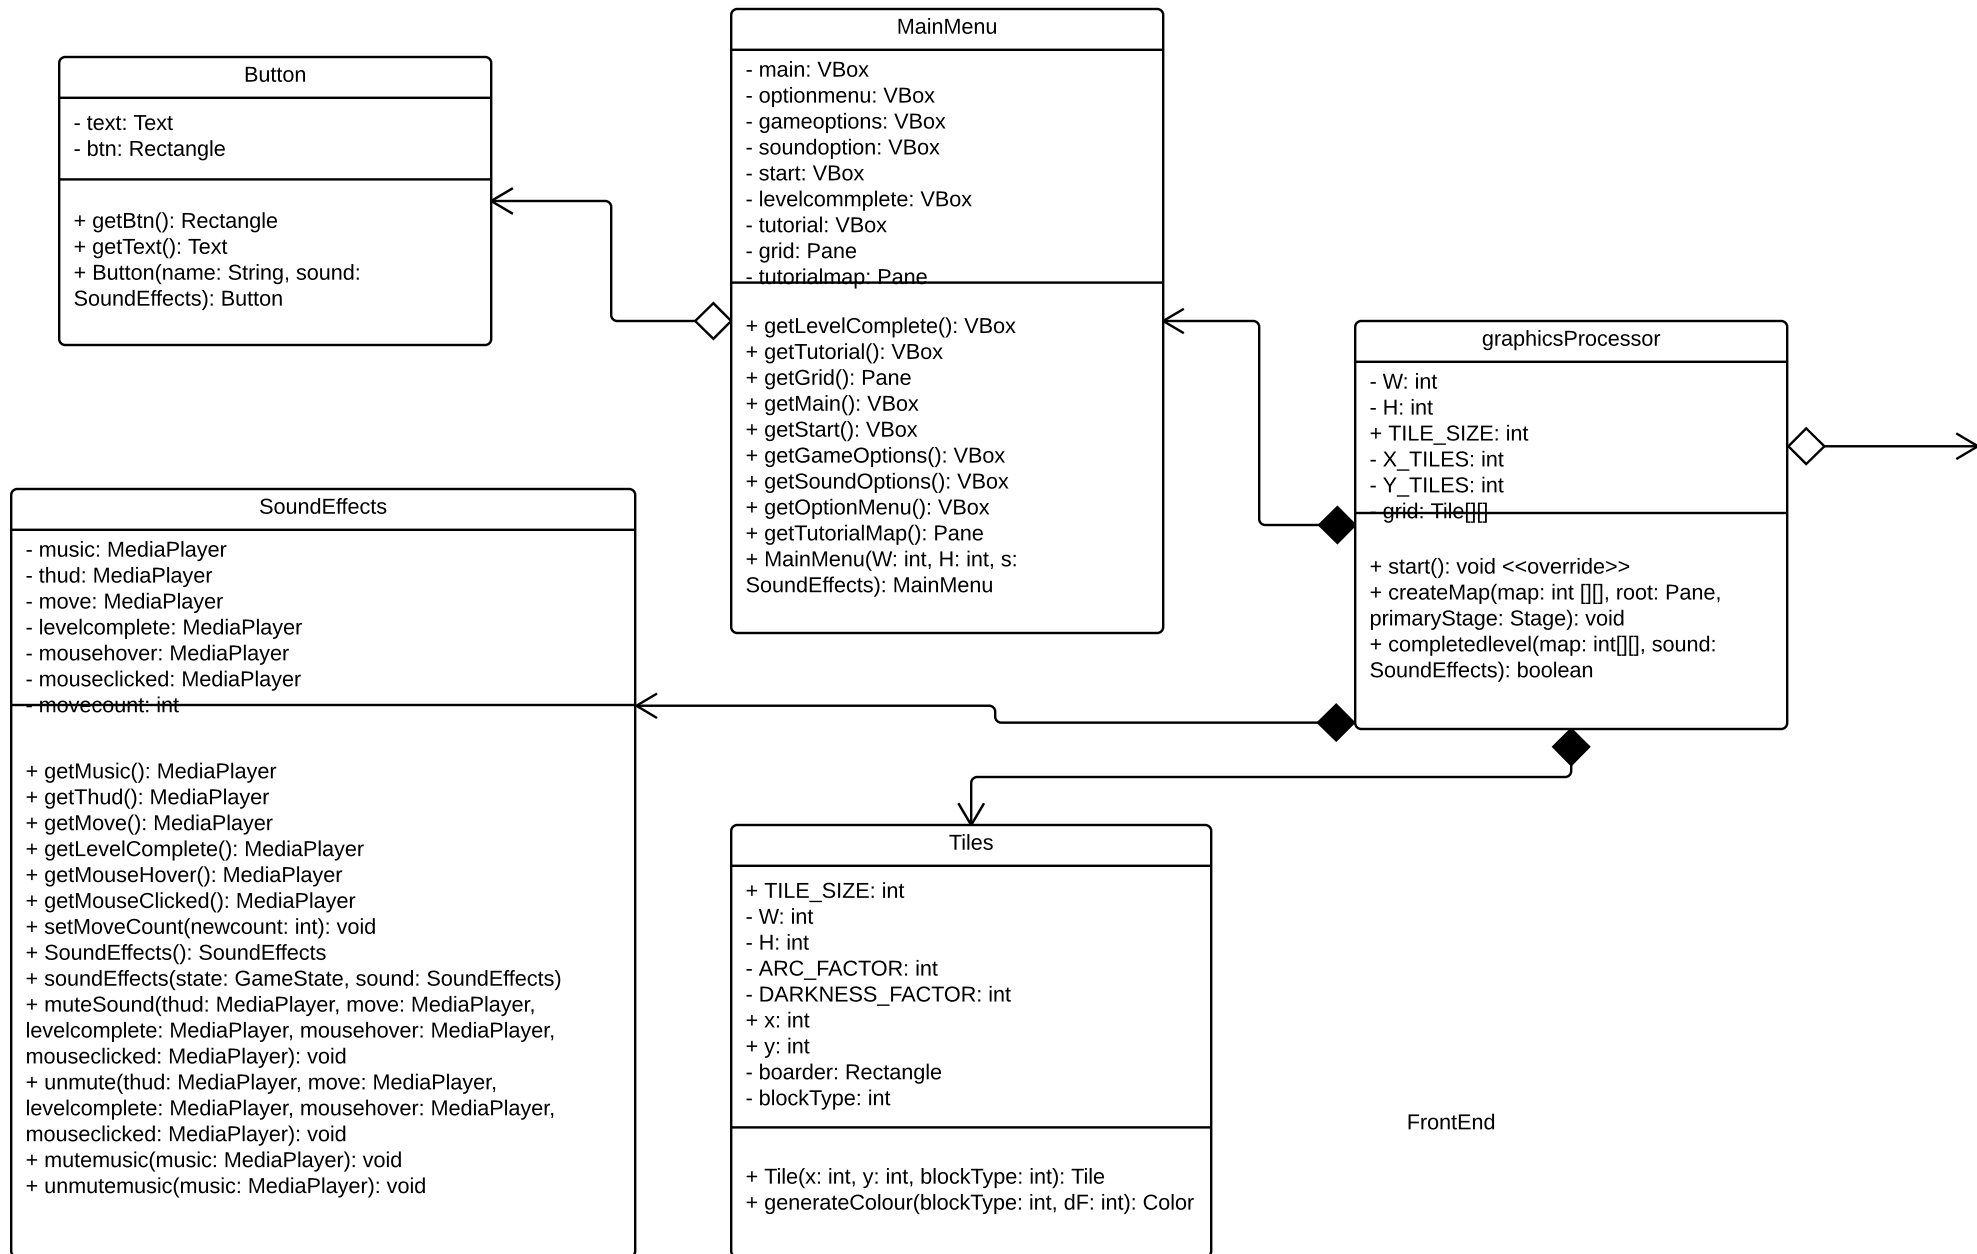 Button
- text: Text
- btn: Rectangle
+ getBtn(): Rectangle
+ getText(): Text
+ Button(name: String, sound:
SoundEffects): Button
MainMenu
- main: VBox
- optionmenu: VBox
- gameoptions: VBox
- soundoption: VBox
- start: VBox
- levelcommplete: VBox
- tutorial: VBox
- grid: Pane
- tutorialmap: Pane
+ getLevelComplete(): VBox
+ getTutorial(): VBox
+ getGrid(): Pane
+ getMain(): VBox
+ getStart(): VBox
+ getGameOptions(): VBox
+ getSoundOptions(): VBox
+ getOptionMenu(): VBox
+ getTutorialMap(): Pane
+ MainMenu(W: int, H: int, s:
SoundEffects): MainMenu
graphicsProcessor
- W: int
- H: int
+ TILE_SIZE: int
- X_TILES: int
- Y_TILES: int
- grid: Tile[][]
+ start(): void <<override>>
+ createMap(map: int [][], root: Pane,
primaryStage: Stage): void
+ completedlevel(map: int[][], sound:
SoundEffects): boolean
SoundEffects
- music: MediaPlayer
- thud: MediaPlayer
- move: MediaPlayer
- levelcomplete: MediaPlayer
- mousehover: MediaPlayer
- mouseclicked: MediaPlayer
- movecount: int
+ getMusic(): MediaPlayer
+ getThud(): MediaPlayer
+ getMove(): MediaPlayer
+ getLevelComplete(): MediaPlayer
+ getMouseHover(): MediaPlayer
+ getMouseClicked(): MediaPlayer
+ setMoveCount(newcount: int): void
+ SoundEffects(): SoundEffects
+ soundEffects(state: GameState, sound: SoundEffects)
+ muteSound(thud: MediaPlayer, move: MediaPlayer,
levelcomplete: MediaPlayer, mousehover: MediaPlayer,
mouseclicked: MediaPlayer): void
+ unmute(thud: MediaPlayer, move: MediaPlayer,
levelcomplete: MediaPlayer, mousehover: MediaPlayer,
mouseclicked: MediaPlayer): void
+ mutemusic(music: MediaPlayer): void
+ unmutemusic(music: MediaPlayer): void
Tiles
+ TILE_SIZE: int
- W: int
- H: int
- ARC_FACTOR: int
- DARKNESS_FACTOR: int
+ x: int
+ y: int
- boarder: Rectangle
- blockType: int
+ Tile(x: int, y: int, blockType: int): Tile
+ generateColour(blockType: int, dF: int): Color
FrontEnd